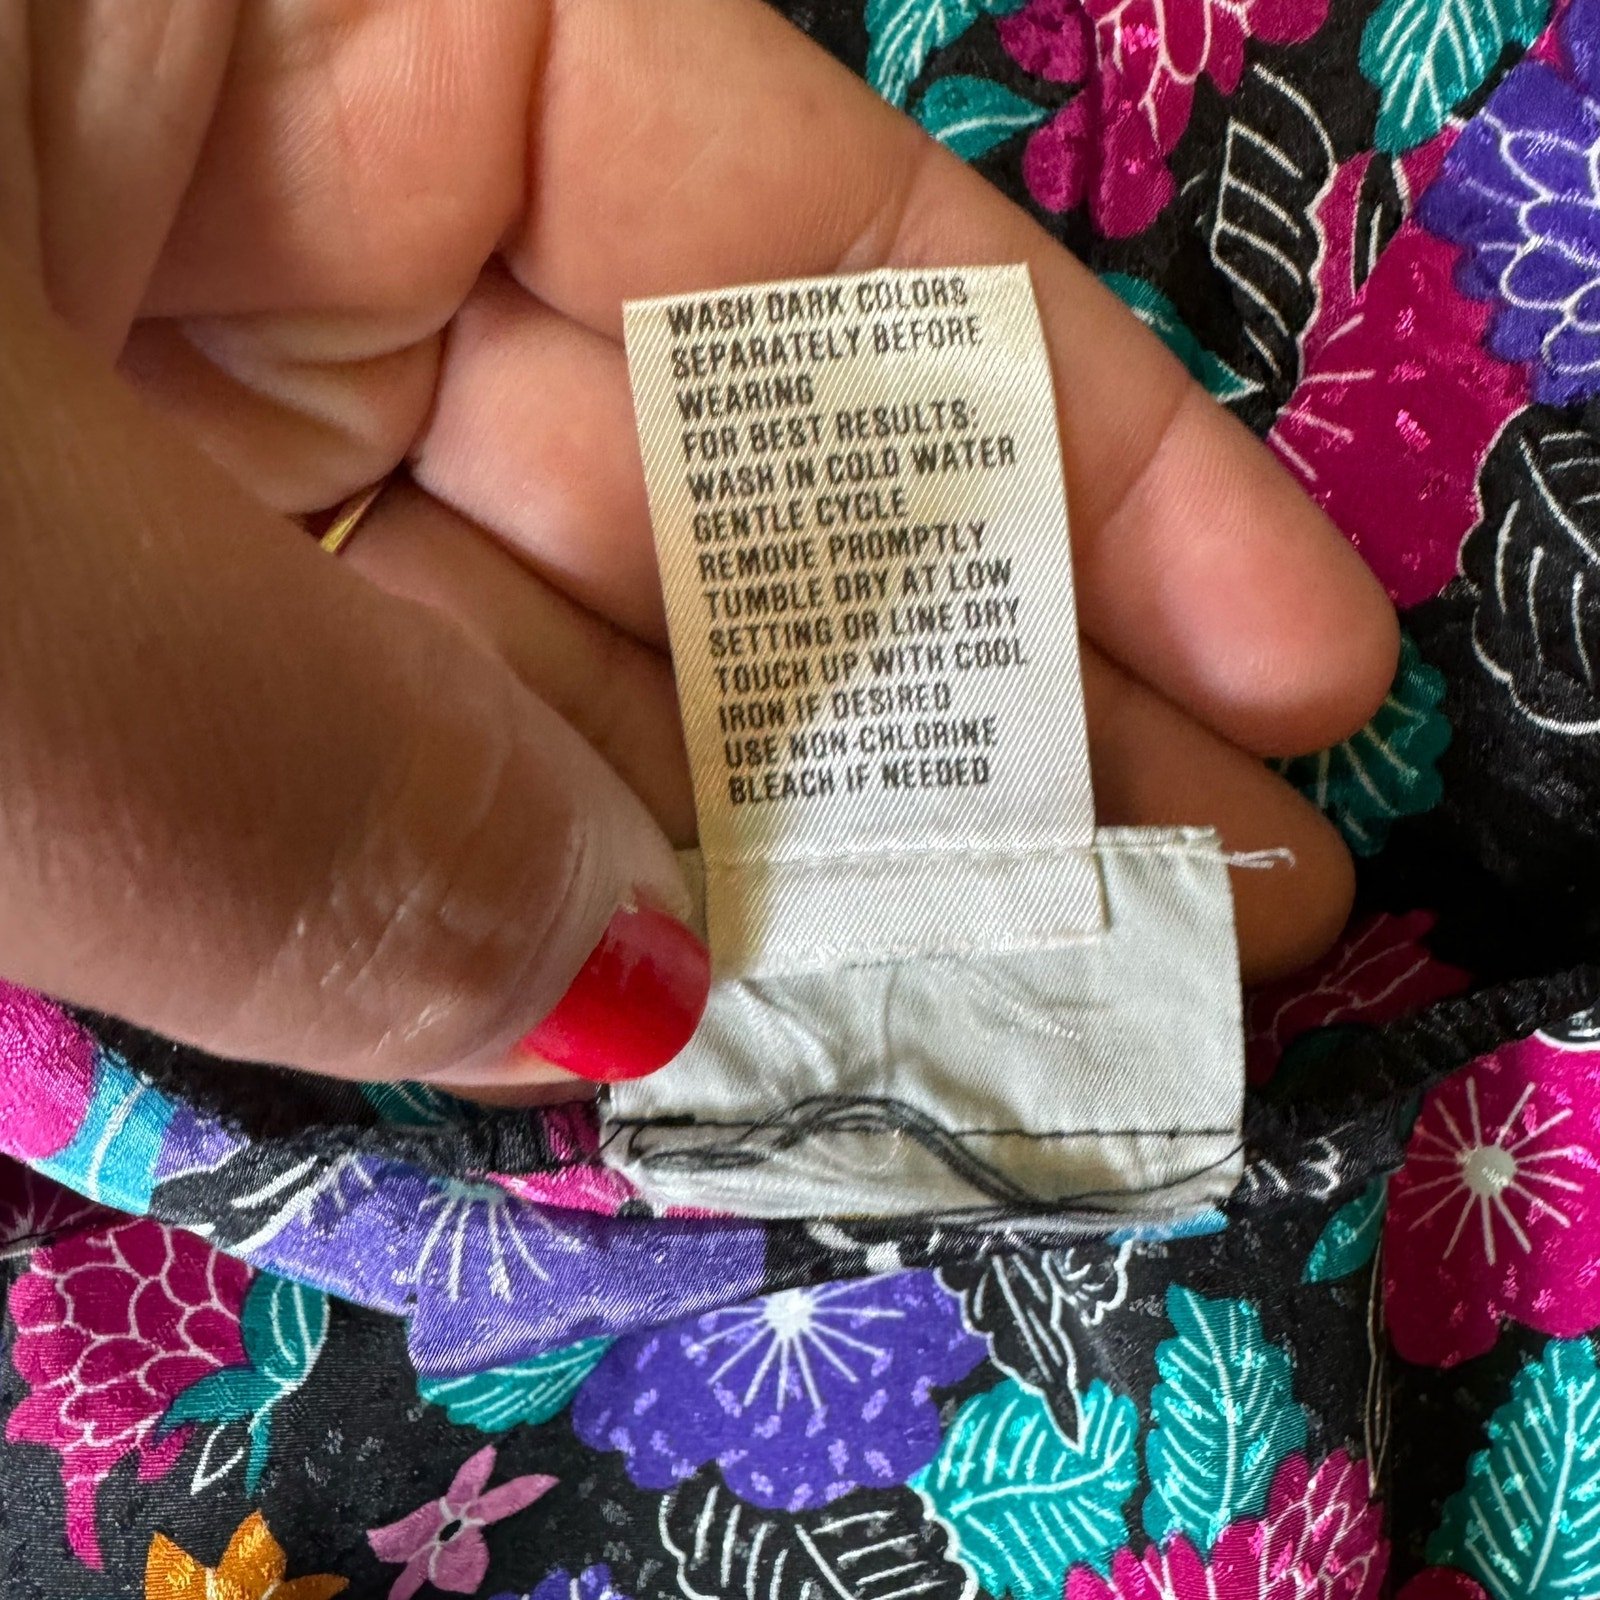 WASH DARK COLORS
SEPARATELY BEFORE
WEARING
FOR BEST RESULTS:
WASH IN COLD WATER
GENTLE CYCLE
REMOVE PROMPTLY
TUMBLE DRY AT LOW
SETTING OR LINE DRY
TOUCH UP WITH COOL
IRON IF DESIRED
USE NON-CHLORINE
BLEACH IF NEEDED